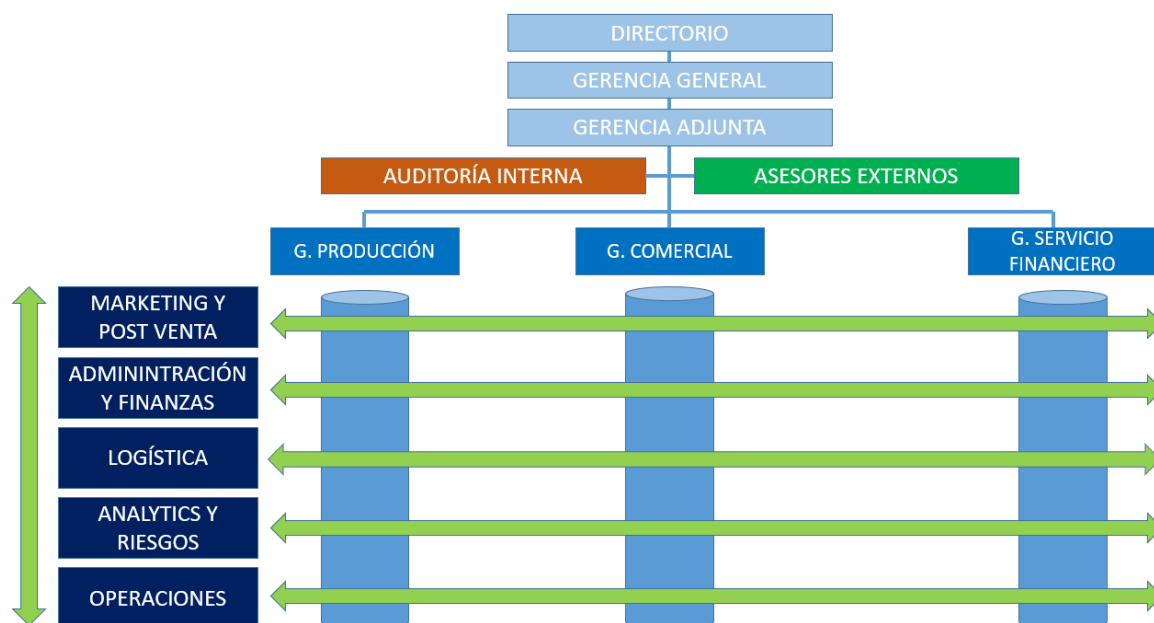 DIRECTORIO
GERENCIA GENERAL
GERENCIA ADJUNTA
AUDITORÍA INTERNA
ASESORES EXTERNOS
G. PRODUCCIÓN
G. COMERCIAL
G. SERVICIO
FINANCIERO
MARKETING Y
POST VENTA
ADMININTRACIÓN
Y FINANZAS
LOGÍSTICA
ANALYTICS Y
RIESGOS
OPERACIONES